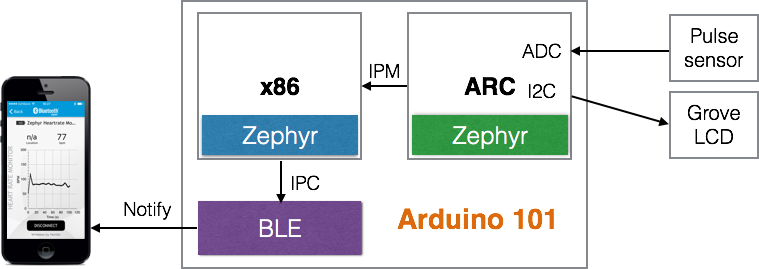 x86
Zephyr
IPM
ARC
Zephyr
ADC
I2C
Pulse
sensor
Grove
LCD
IPC
BLE
Arduino 101
Notify
Back
Bluetooth
Zephyr Heartrate Mo...
n/a
77
HEART RATE MONITOR
DISCONNECT